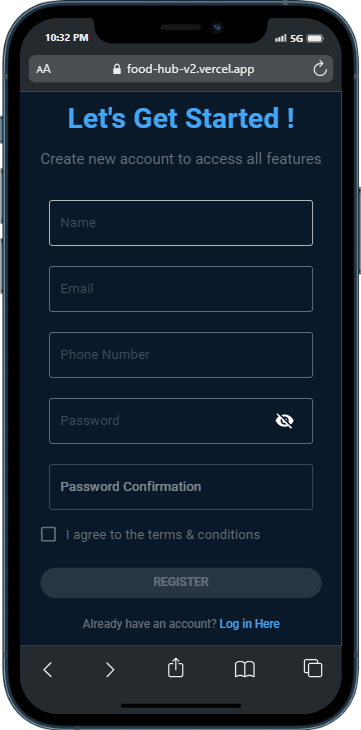 10:32 PM
5G
AA
food-hub-v2.vercel.app
Let's Get Started !
Create new account to access all features
Name
Email
Phone Number
Password
Password Confirmation
I agree to the terms & conditions
REGISTER
Already have an account? Log in Here